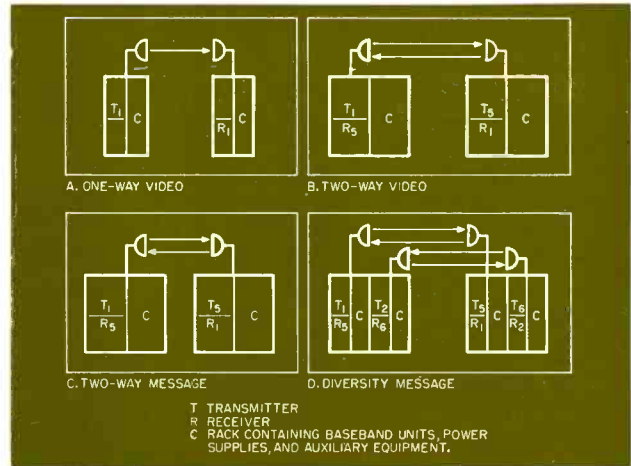 T1 C
R1 C
A. ONE-WAY VIDEO
T1
R5 C
T5
R1 C
B. TWO-WAY VIDEO
T1
R5 C
T5
R1 C
C. TWO-WAY MESSAGE
T1
R5 C
T2
R6 C
T5
R1 C
T6
R2 C
D. DIVERSITY MESSAGE
T TRANSMITTER
R RECEIVER
C RACK CONTAINING BASEBAND UNITS, POWER
SUPPLIES, AND AUXILIARY EQUIPMENT.